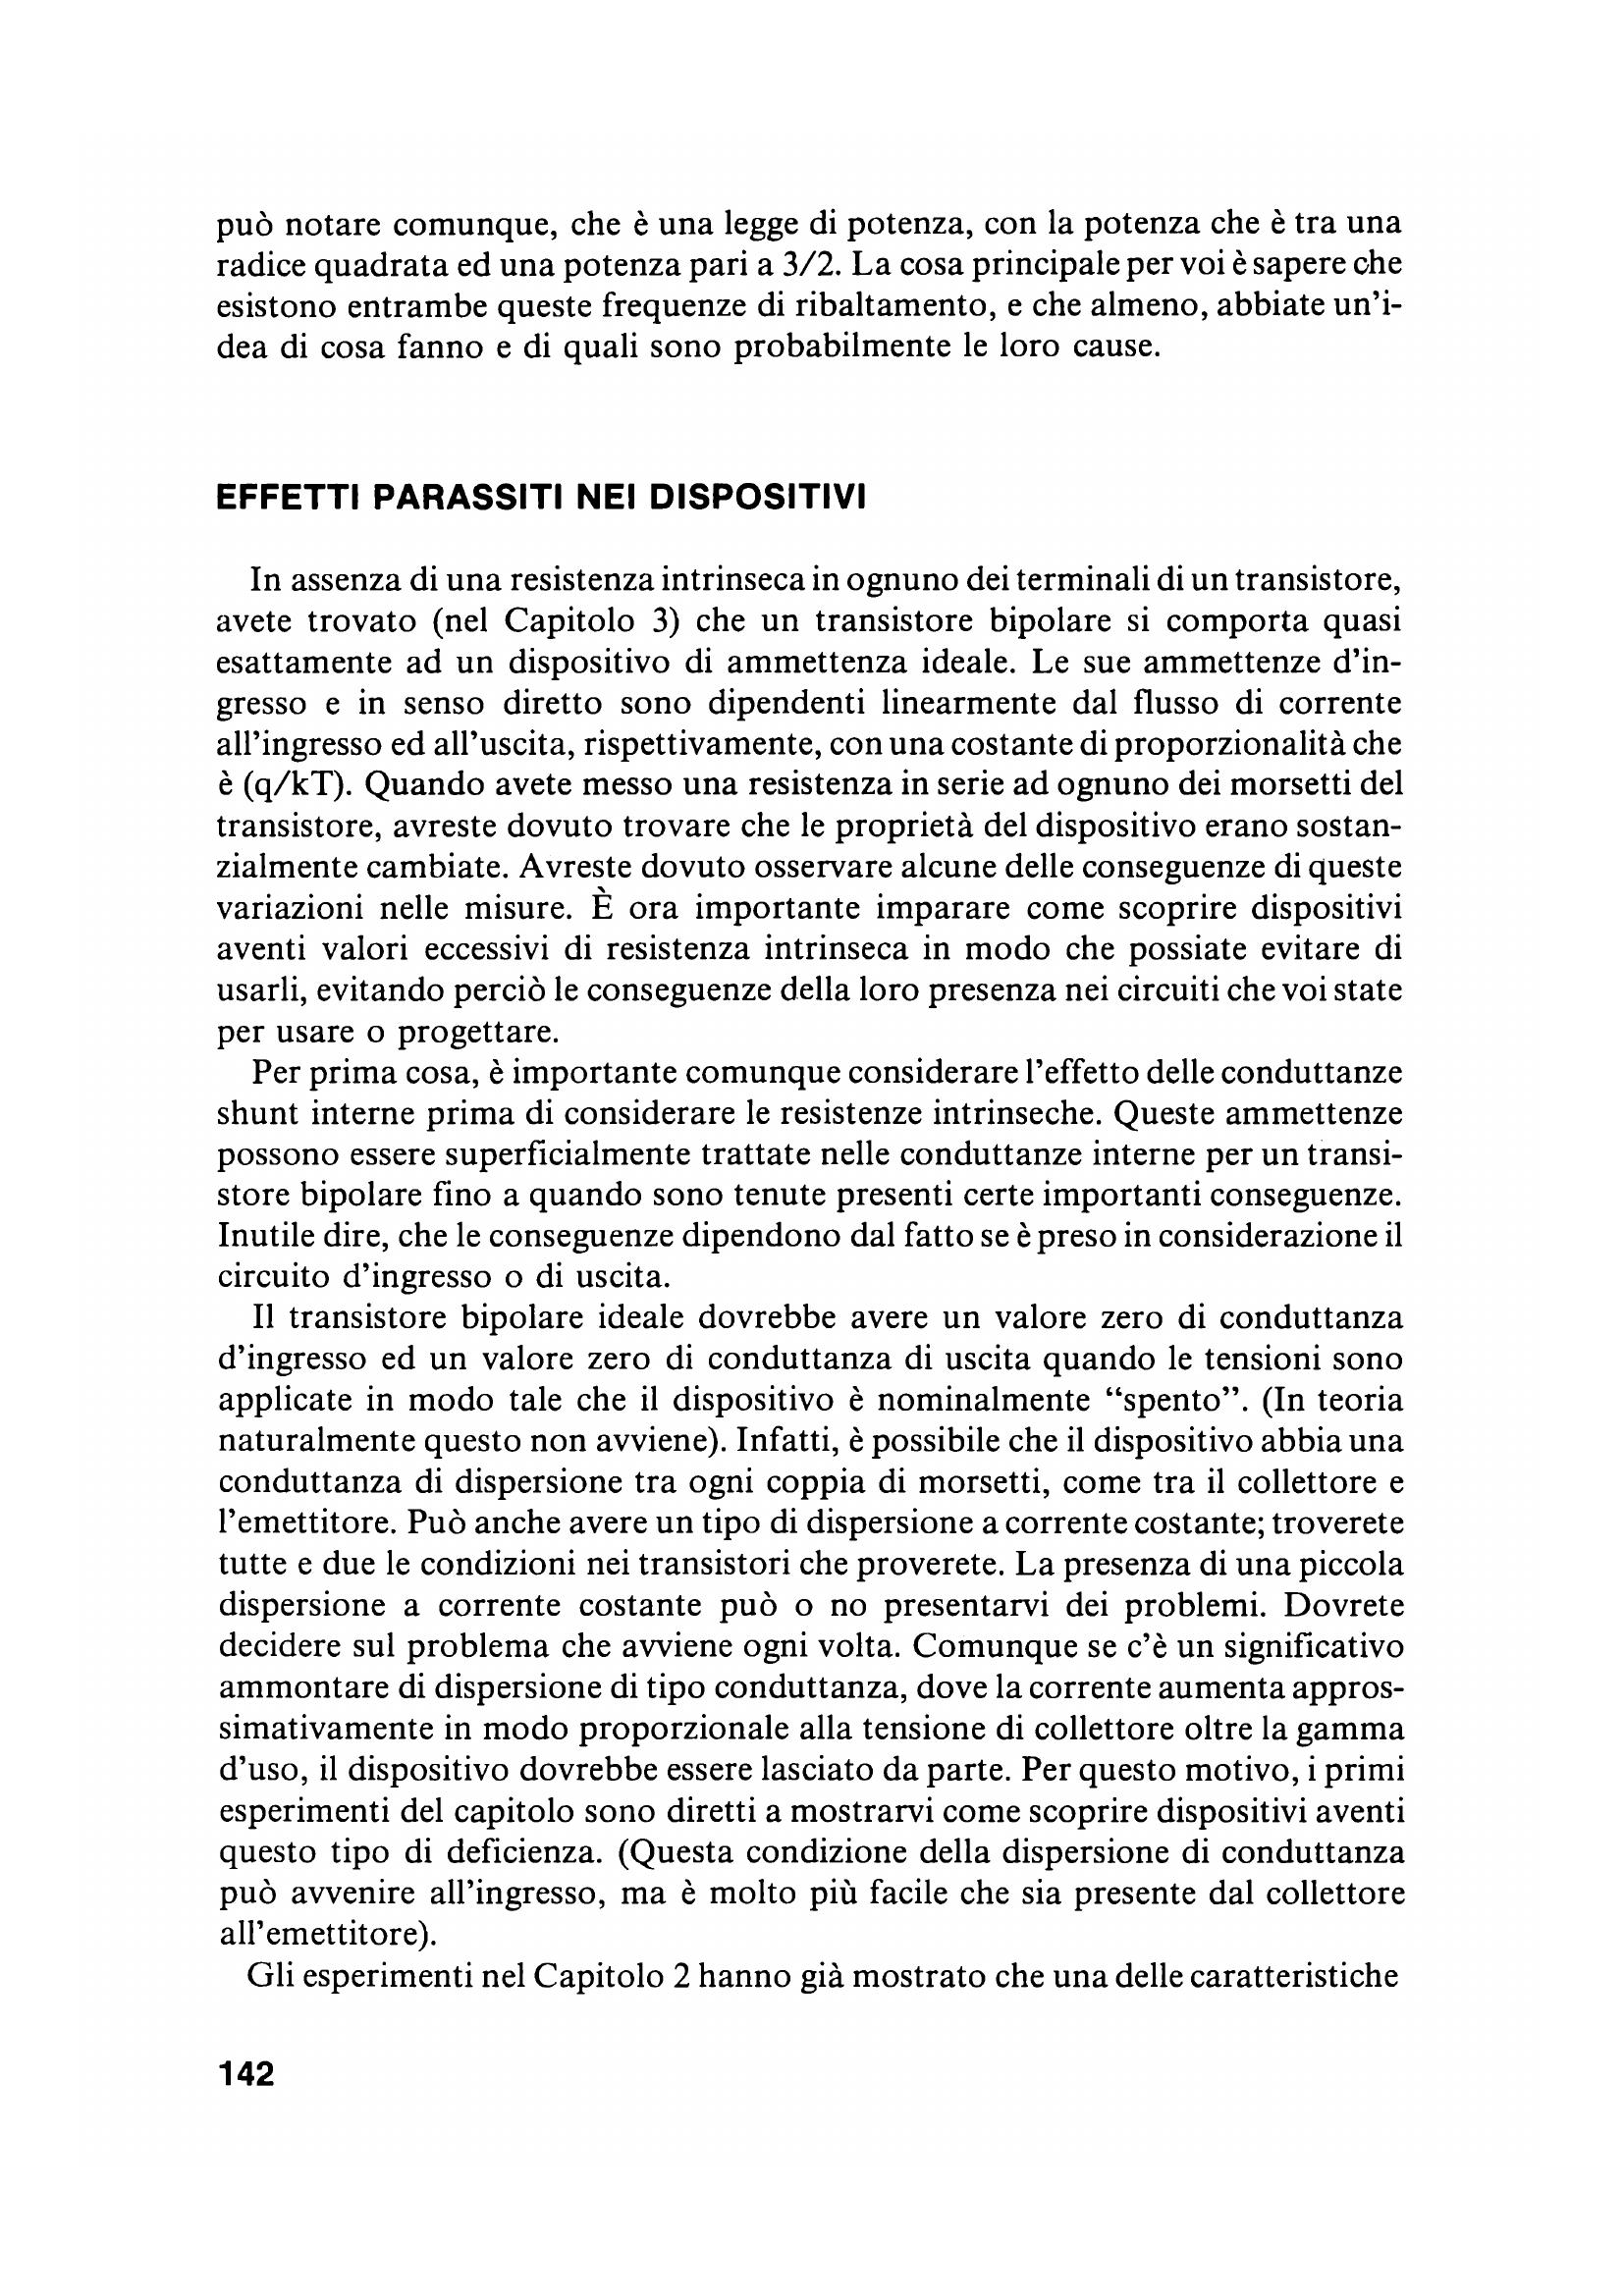 può notare comunque, che è una legge di potenza, con la potenza che è tra una
radice quadrata ed una potenza pari a 3/2. La cosa principale per voi è sapere che
esistono entrambe queste frequenze di ribaltamento, e che almeno, abbiate un'i-
dea di cosa fanno e di quali sono probabilmente le loro cause.
EFFETTI PARASSITI NEI DISPOSITIVI
In assenza di una resistenza intrinseca in ognuno dei terminali di un transistore,
avete trovato (nel Capitolo 3) che un transistore bipolare si comporta quasi
esattamente ad un dispositivo di ammettenza ideale. Le sue ammettenze d'in-
gresso e in senso diretto sono dipendenti linearmente dal flusso di corrente
all'ingresso ed all'uscita, rispettivamente, con una costante di proporzionalità che
è (q/kT). Quando avete messo una resistenza in serie ad ognuno dei morsetti del
transistore, avreste dovuto trovare che le proprietà del dispositivo erano sostan-
zialmente cambiate. Avreste dovuto osservare alcune delle conseguenze di queste
variazioni nelle misure. È ora importante imparare come scoprire dispositivi
aventi valori eccessivi di resistenza intrinseca in modo che possiate evitare di
usarli, evitando perciò le conseguenze della loro presenza nei circuiti che voi state
per usare o progettare.
Per prima cosa, è importante comunque considerare l'effetto delle conduttanze
shunt interne prima di considerare le resistenze intrinseche. Queste ammettenze
possono essere superficialmente trattate nelle conduttanze interne per un transi-
store bipolare fino a quando sono tenute presenti certe importanti conseguenze.
Inutile dire, che le conseguenze dipendono dal fatto se è preso in considerazione il
circuito d'ingresso o di uscita.
Il transistore bipolare ideale dovrebbe avere un valore zero di conduttanza
d'ingresso ed un valore zero di conduttanza di uscita quando le tensioni sono
applicate in modo tale che il dispositivo è nominalmente “spento”. (In teoria
naturalmente questo non avviene). Infatti, è possibile che il dispositivo abbia una
conduttanza di dispersione tra ogni coppia di morsetti, come tra il collettore e
l'emettitore. Può anche avere un tipo di dispersione a corrente costante; troverete
tutte e due le condizioni nei transistori che proverete. La presenza di una piccola
dispersione a corrente costante può o no presentarvi dei problemi. Dovrete
decidere sul problema che avviene ogni volta. Comunque se c'è un significativo
ammontare di dispersione di tipo conduttanza, dove la corrente aumenta appros-
simativamente in modo proporzionale alla tensione di collettore oltre la gamma
d'uso, il dispositivo dovrebbe essere lasciato da parte. Per questo motivo, i primi
esperimenti del capitolo sono diretti a mostrarvi come scoprire dispositivi aventi
questo tipo di deficienza. (Questa condizione della dispersione di conduttanza
può avvenire all'ingresso, ma è molto più facile che sia presente dal collettore
all'emettitore).
Gli esperimenti nel Capitolo 2 hanno già mostrato che una delle caratteristiche
142